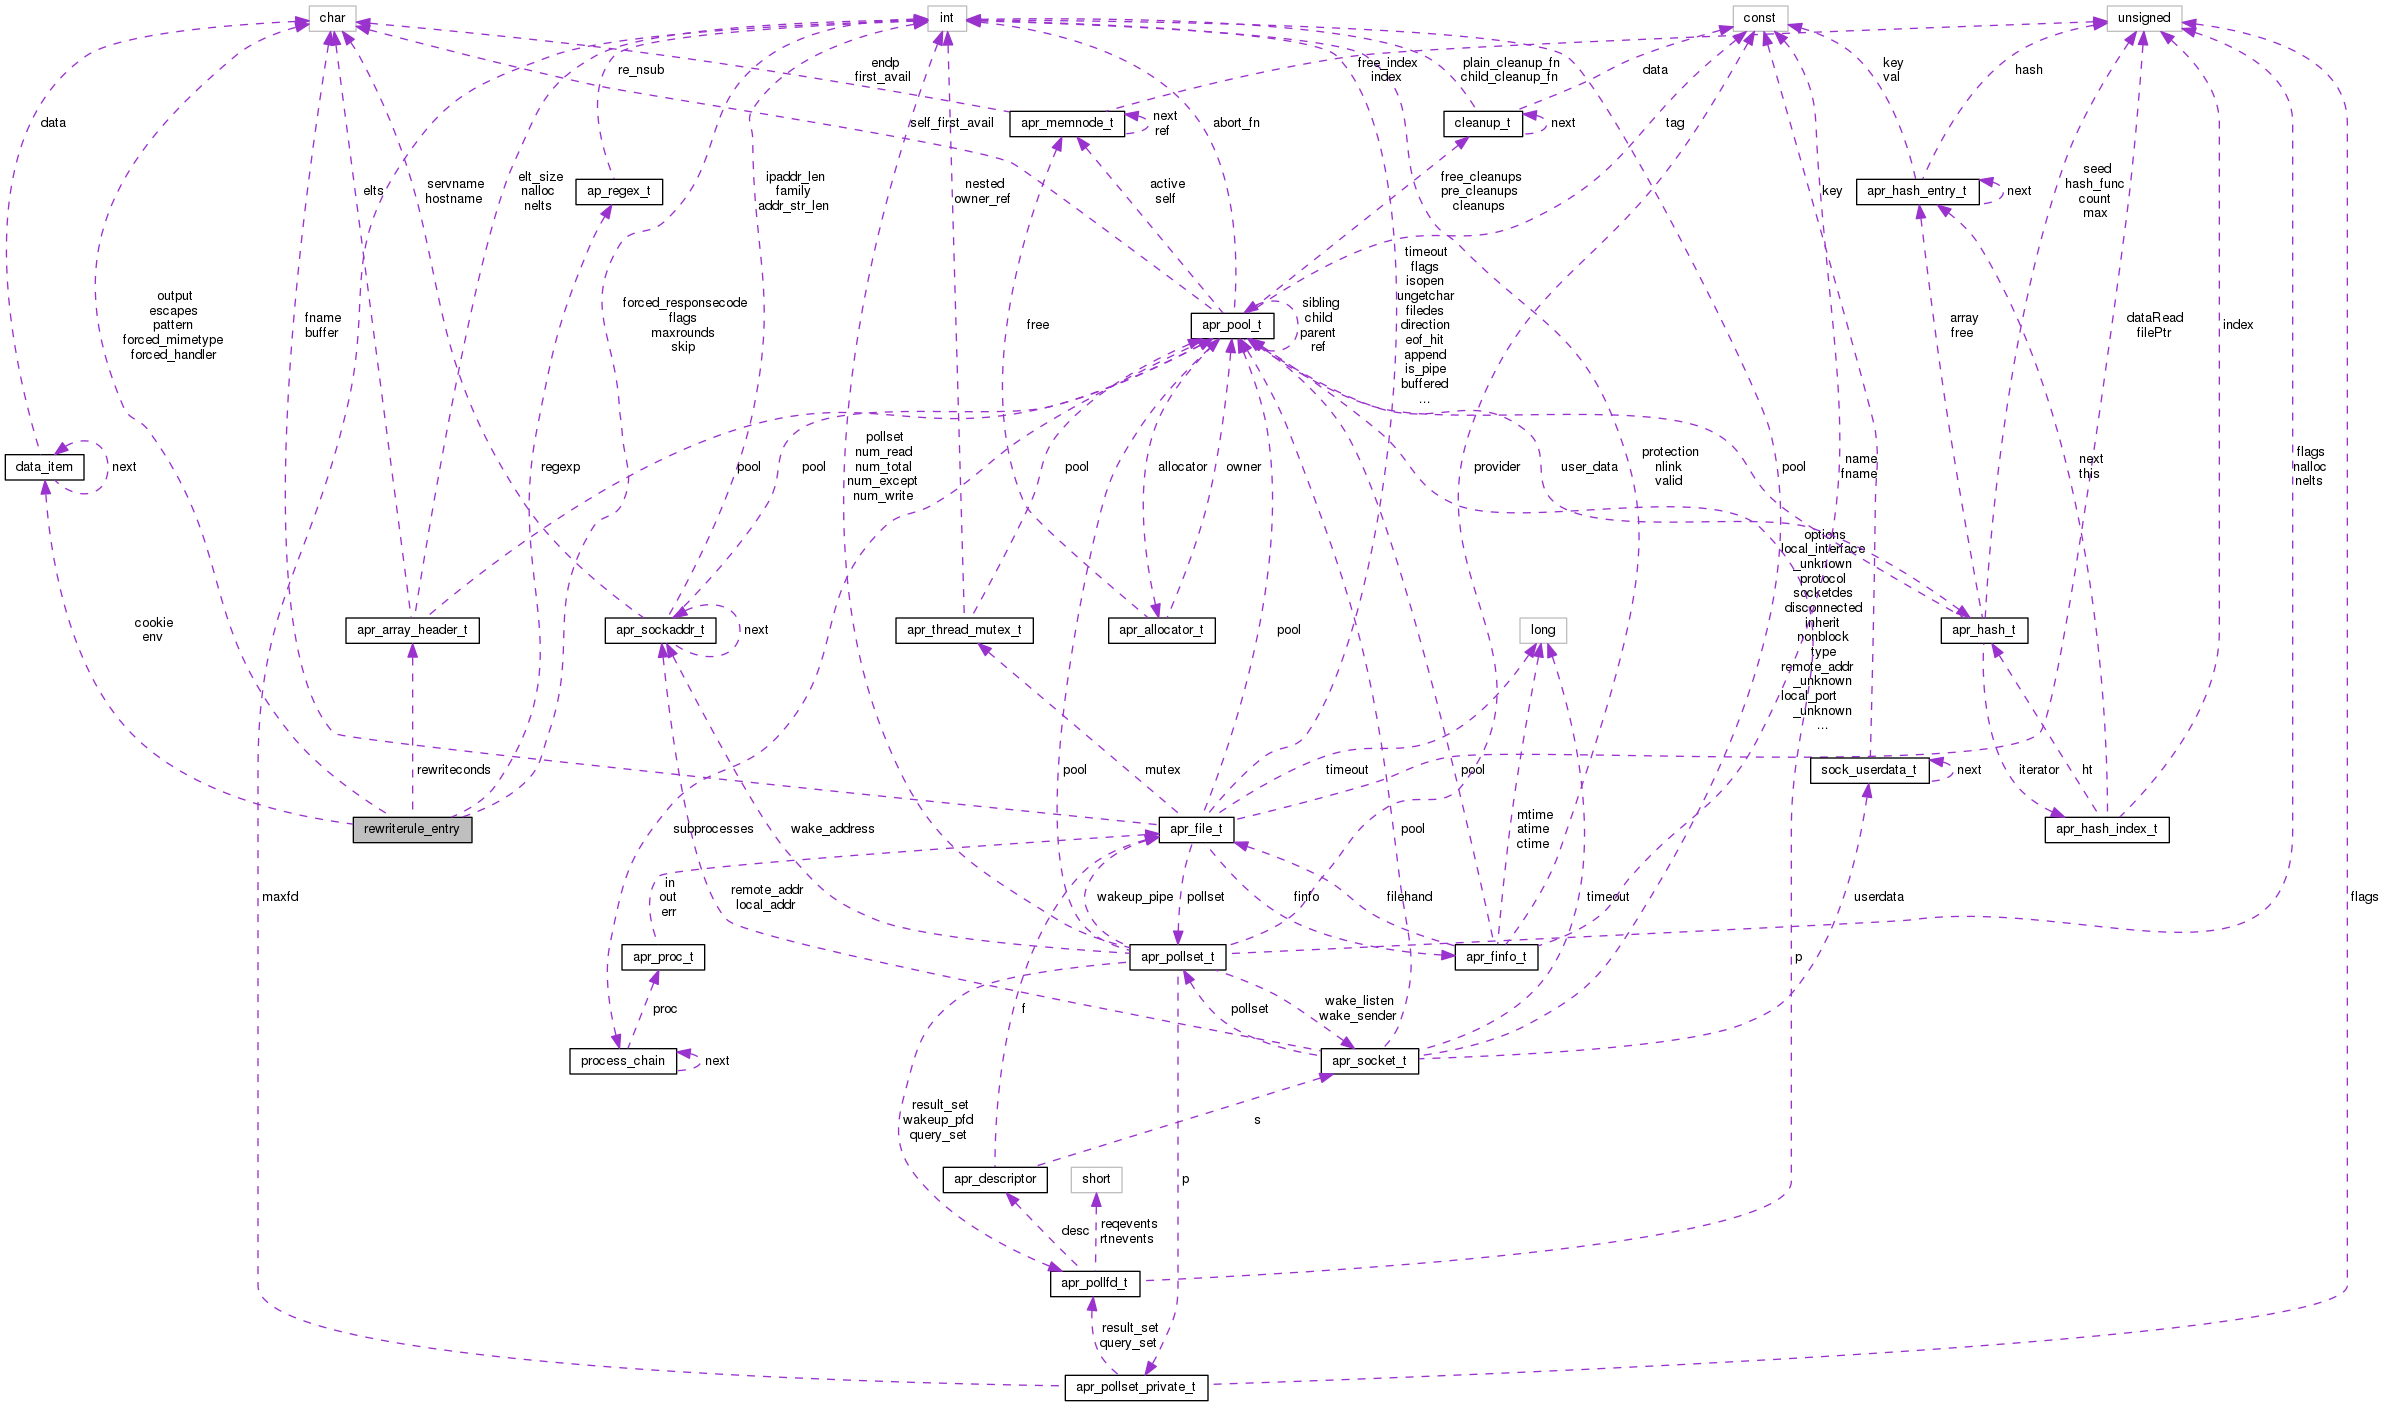 char
int
const
unsigned
endp
first_avail
re_nsub
free_index
index
plain_cleanup_fn
child_cleanup_fn
data
key
val
hash
data
self_first_avail
apr_memnode_t
next
ref
abort_fn
cleanup_t
next
tag
servname
hostname
elts
elt_size
nalloc
nelts
ap_regex_t
ipaddr_len
family
addr_str_len
nested
owner_ref
active
self
free_cleanups
pre_cleanups
cleanups
key
apr_hash_entry_t
next
seed
hash_func
count
max
output
escapes
pattern
forced_mimetype
forced_handler
fname
buffer
forced_responsecode
flags
maxrounds
skip
free
apr_pool_t
sibling
child
parent
ref
timeout
flags
isopen
ungetchar
filedes
direction
eof_hit
append
is_pipe
buffered
...
array
free
dataRead
filePtr
index
data_item
next
regexp
pool
pool
pollset
num_read
num_total
num_except
num_write
pool
allocator
owner
provider
user_data
protection
nlink
valid
pool
name
fname
next
this
flags
nalloc
nelts
cookie
env
apr_array_header_t
apr_sockaddr_t
next
apr_thread_mutex_t
apr_allocator_t
pool
long
options
local_interface
_unknown
protocol
socketdes
disconnected
inherit
nonblock
type
remote_addr
_unknown
local_port
_unknown
...
apr_hash_t
rewriteconds
pool
mutex
timeout
pool
sock_userdata_t
next
iterator
ht
rewriterule_entry
subprocesses
wake_address
apr_file_t
mtime
atime
ctime
pool
apr_hash_index_t
maxfd
in
out
err
remote_addr
local_addr
wakeup_pipe
pollset
finfo
filehand
timeout
userdata
flags
apr_proc_t
apr_pollset_t
apr_finfo_t
p
proc
f
pollset
wake_listen
wake_sender
process_chain
next
apr_socket_t
result_set
wakeup_pfd
query_set
s
apr_descriptor
short
p
desc
reqevents
rtnevents
apr_pollfd_t
result_set
query_set
apr_pollset_private_t